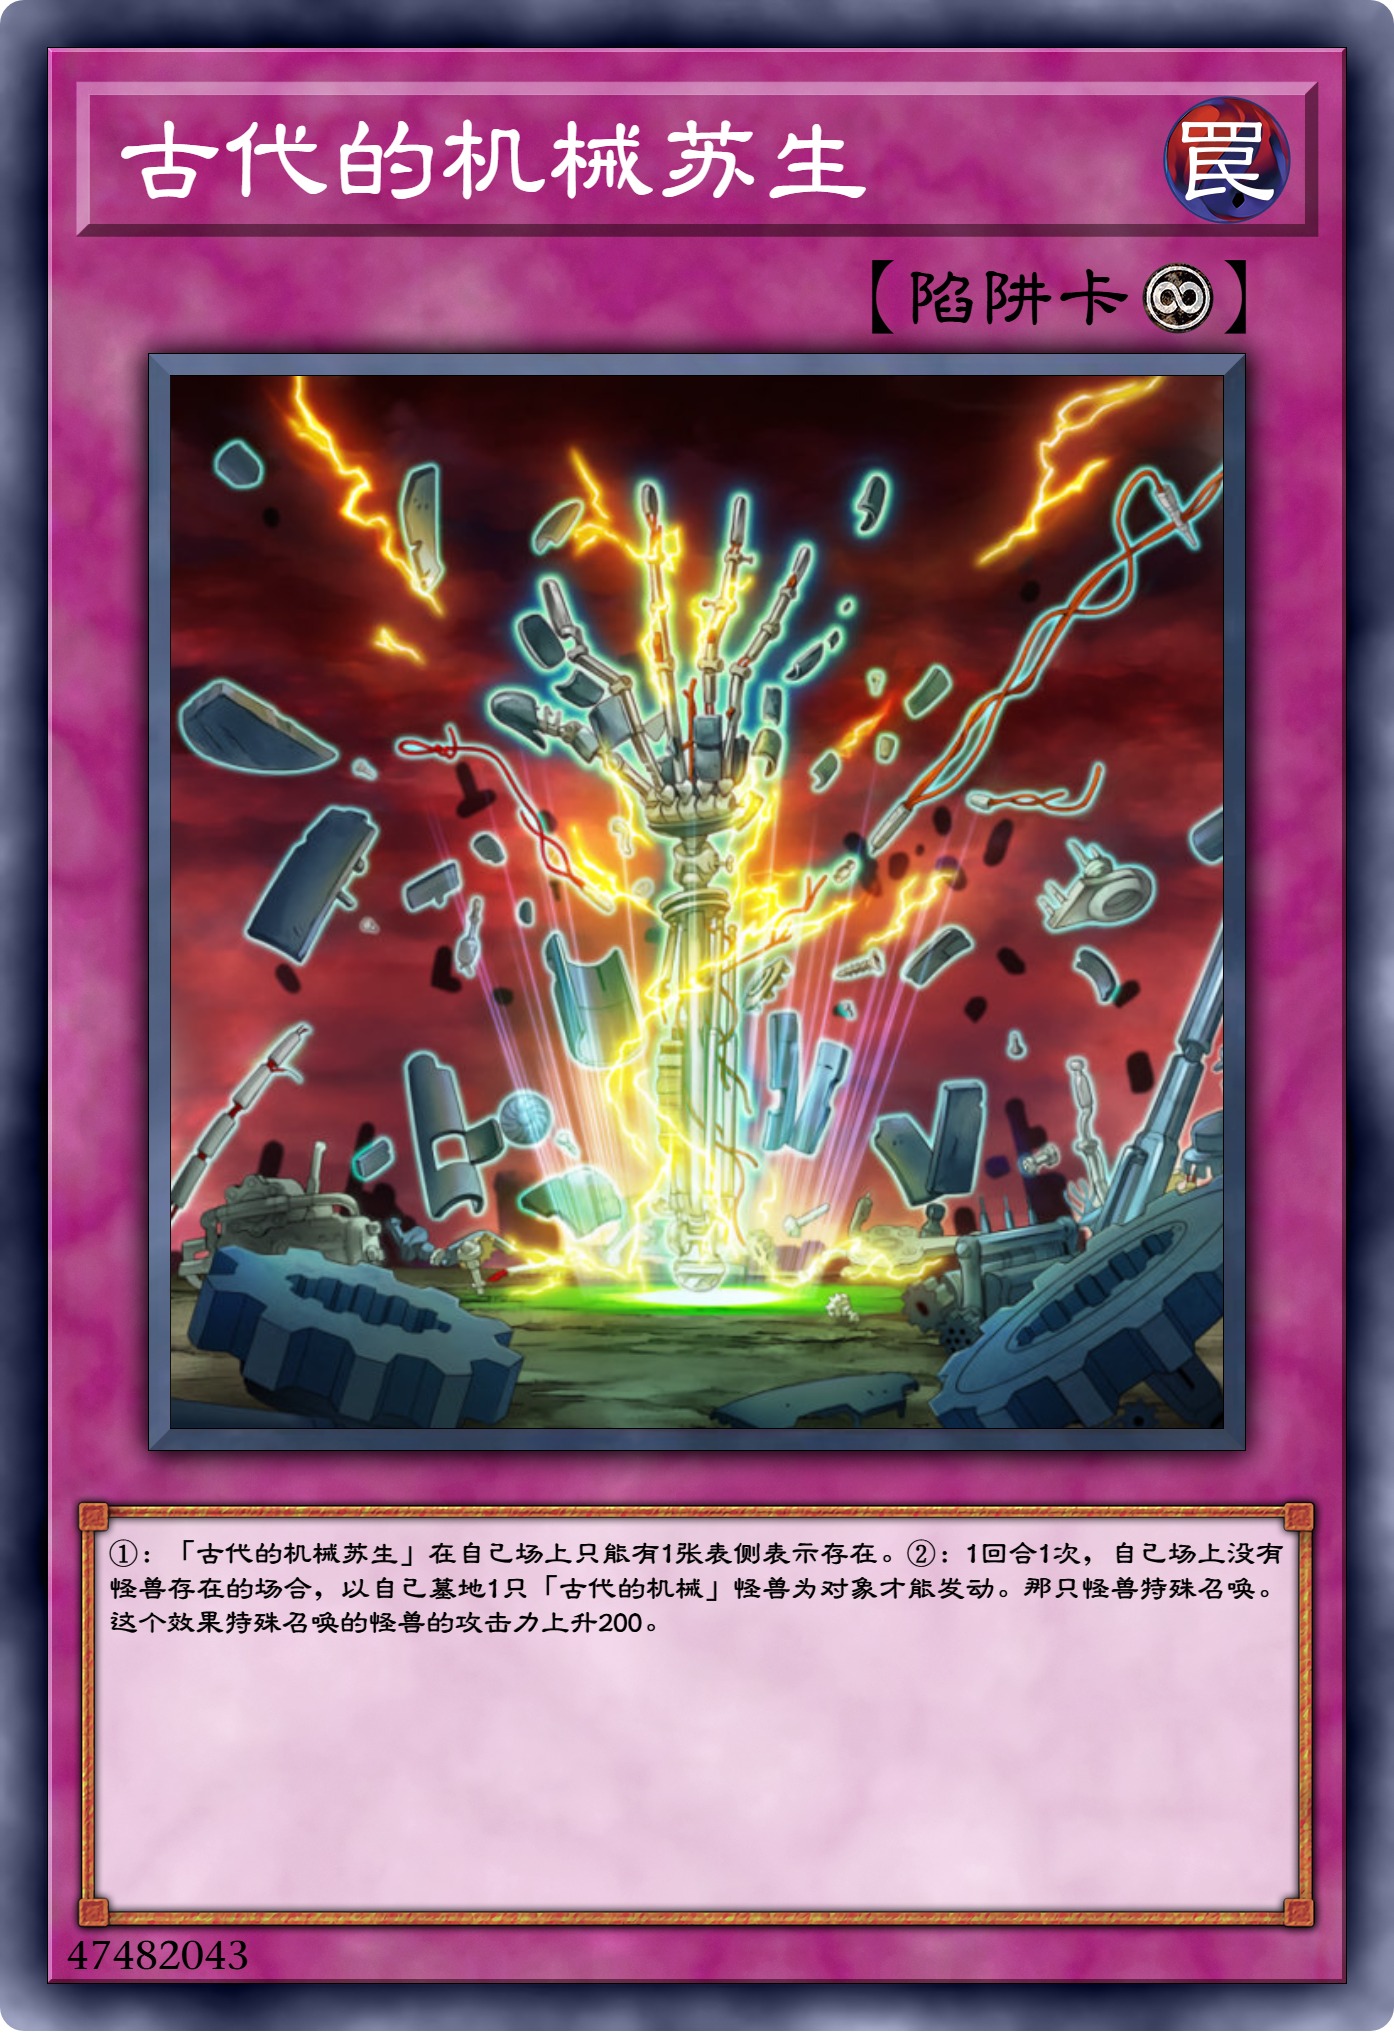 古代的机械苏生
罠
【陷阱卡】
①：「古代的机械苏生」在自己场上只能有1张表侧表示存在。②：1回合1次，自己场上没有
怪兽存在的场合，以自己墓地1只「古代的机械」怪兽为对象才能发动。那只怪兽特殊召唤。
这个效果特殊召唤的怪兽的攻击力上升200。
47482043